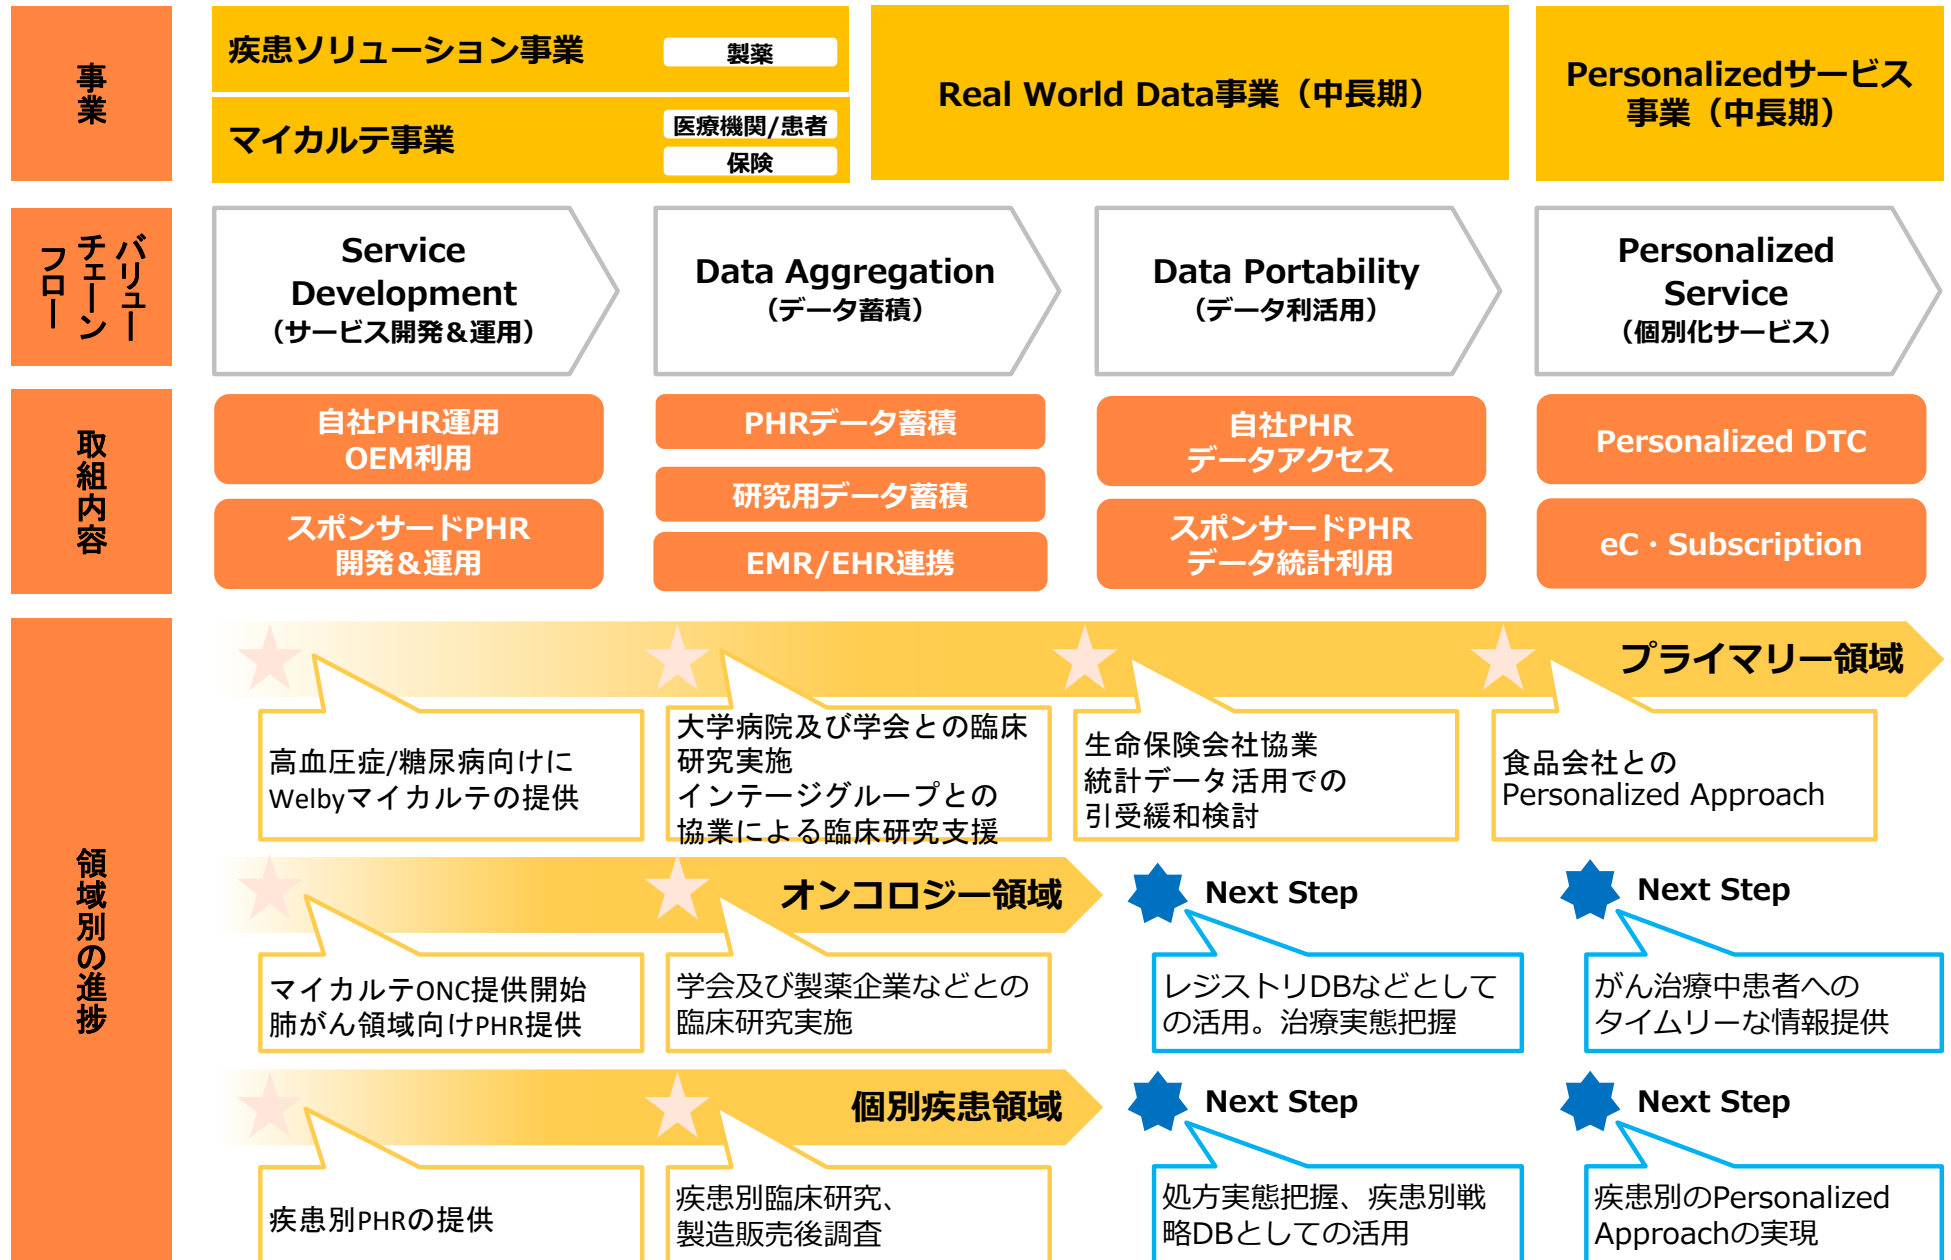 事業
疾患ソリューション事業
製薬
マイカルテ事業
医療機関/患者
保険
Real World Data事業（中長期）
Personalizedサービス
事業（中長期）
バリュー
チェーン
フロー
Service
Development
（サービス開発＆運用）
Data Aggregation
（データ蓄積）
Data Portability
（データ利活用）
Personalized
Service
（個別化サービス）
取組内容
自社PHR運用
OEM利用
スポンサードPHR
開発＆運用
PHRデータ蓄積
研究用データ蓄積
EMR/EHR連携
自社PHR
データアクセス
スポンサードPHR
データ統計利用
Personalized DTC
eC・Subscription
領域別の進捗
プライマリー領域
高血圧症/糖尿病向けに
Welbyマイカルテの提供
大学病院及び学会との臨床
研究実施
インテージグループとの
協業による臨床研究支援
生命保険会社協業
統計データ活用での
引受緩和検討
食品会社との
Personalized Approach
オンコロジー領域
マイカルテONC提供開始
肺がん領域向けPHR提供
学会及び製薬企業などとの
臨床研究実施
Next Step
レジストリDBなどとして
の活用。治療実態把握
Next Step
がん治療中患者への
タイムリーな情報提供
個別疾患領域
疾患別PHRの提供
疾患別臨床研究、
製造販売後調査
Next Step
処方実態把握、疾患別戦
略DBとしての活用
Next Step
疾患別のPersonalized
Approachの実現